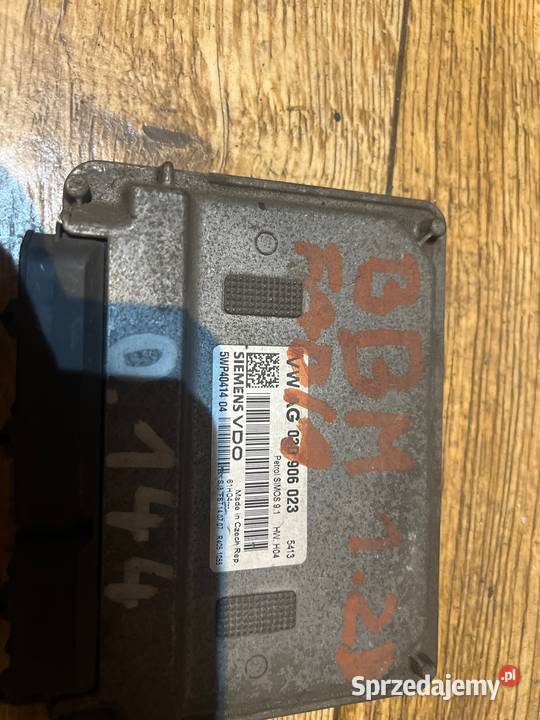 BBM 1.2)
VW AG 030 906 023
5413
Petrol SIMOS 9.1 HW: H04
SIEMENS VDO
Made in Czech Rep.
5WP40414 04
0.144
Sprzedajemy.pl